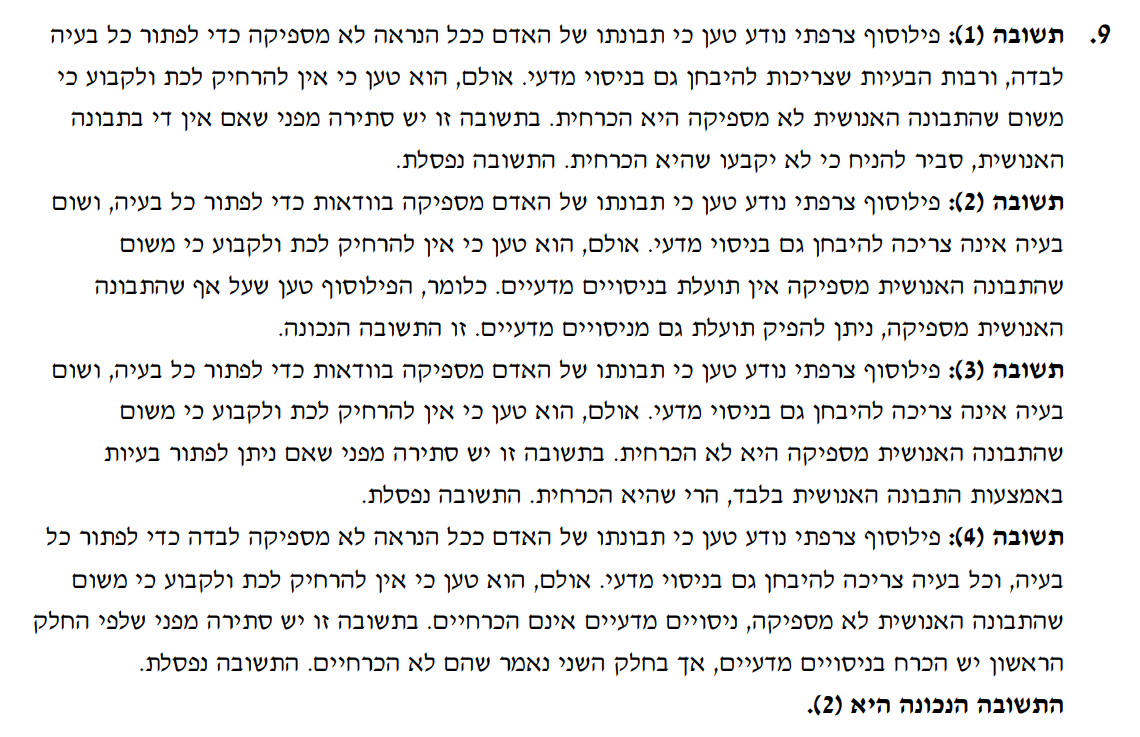 9. תשובה (1): פילוסוף צרפתי נודע טען כי תבונתו של האדם ככל הנראה לא מספיקה כדי לפתור כל בעיה
לבדה, ורבות הבעיות שצריכות להיבחן גם בניסוי מדעי. אולם, הוא טען כי אין להרחיק לכת ולקבוע כי
משום שהתבונה האנושית לא מספיקה היא הכרחית. בתשובה זו יש סתירה מפני שאם אין די בתבונה
האנושית, סביר להניח כי לא יקבעו שהיא הכרחית. התשובה נפסלת.
תשובה (2): פילוסוף צרפתי נודע טען כי תבונתו של האדם מספיקה בוודאות כדי לפתור כל בעיה, ושום
בעיה אינה צריכה להיבחן גם בניסוי מדעי. אולם, הוא טען כי אין להרחיק לכת ולקבוע כי משום
שהתבונה האנושית מספיקה אין תועלת בניסויים מדעיים. כלומר, הפילוסוף טען שעל אף שהתבונה
האנושית מספיקה, ניתן להפיק תועלת גם מניסויים מדעיים. זו התשובה הנכונה.
תשובה (3): פילוסוף צרפתי נודע טען כי תבונתו של האדם מספיקה בוודאות כדי לפתור כל בעיה, ושום
בעיה אינה צריכה להיבחן גם בניסוי מדעי. אולם, הוא טען כי אין להרחיק לכת ולקבוע כי משום
שהתבונה האנושית מספיקה היא לא הכרחית. בתשובה זו יש סתירה מפני שאם ניתן לפתור בעיות
באמצעות התבונה האנושית בלבד, הרי שהיא הכרחית. התשובה נפסלת.
תשובה (4): פילוסוף צרפתי נודע טען כי תבונתו של האדם ככל הנראה לא מספיקה לבדה כדי לפתור כל
בעיה, וכל בעיה צריכה להיבחן גם בניסוי מדעי. אולם, הוא טען כי אין להרחיק לכת ולקבוע כי משום
שהתבונה האנושית לא מספיקה, ניסויים מדעיים אינם הכרחיים. בתשובה זו יש סתירה מפני שלפי החלק
הראשון יש הכרח בניסויים מדעיים, אך בחלק השני נאמר שהם לא הכרחיים. התשובה נפסלת.
התשובה הנכונה היא (2).